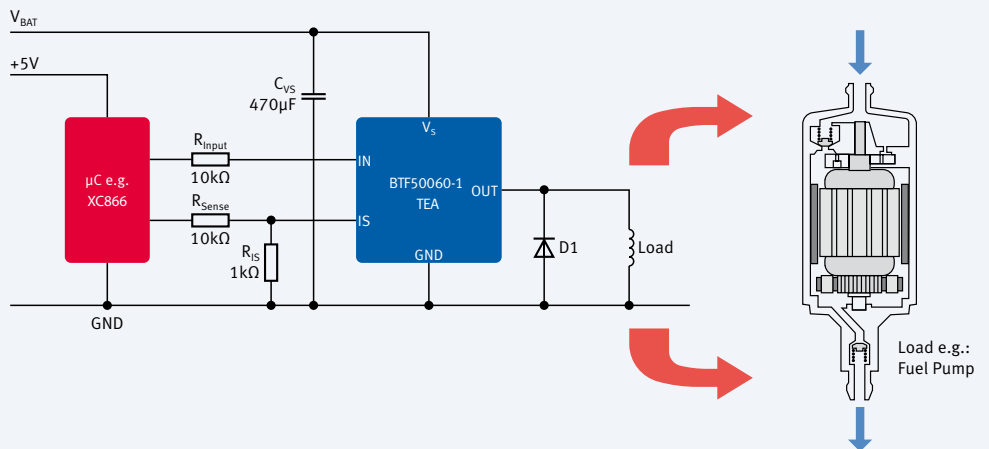 V_BAT
+5V
C_VS
470µF
R_Input
10kΩ
R_Sense
10kΩ
R_IS
1kΩ
µC e.g.
XC866
V_S
IN
BTF50060-1
TEA
OUT
IS
GND
D1
Load
GND
Load e.g.:
Fuel Pump